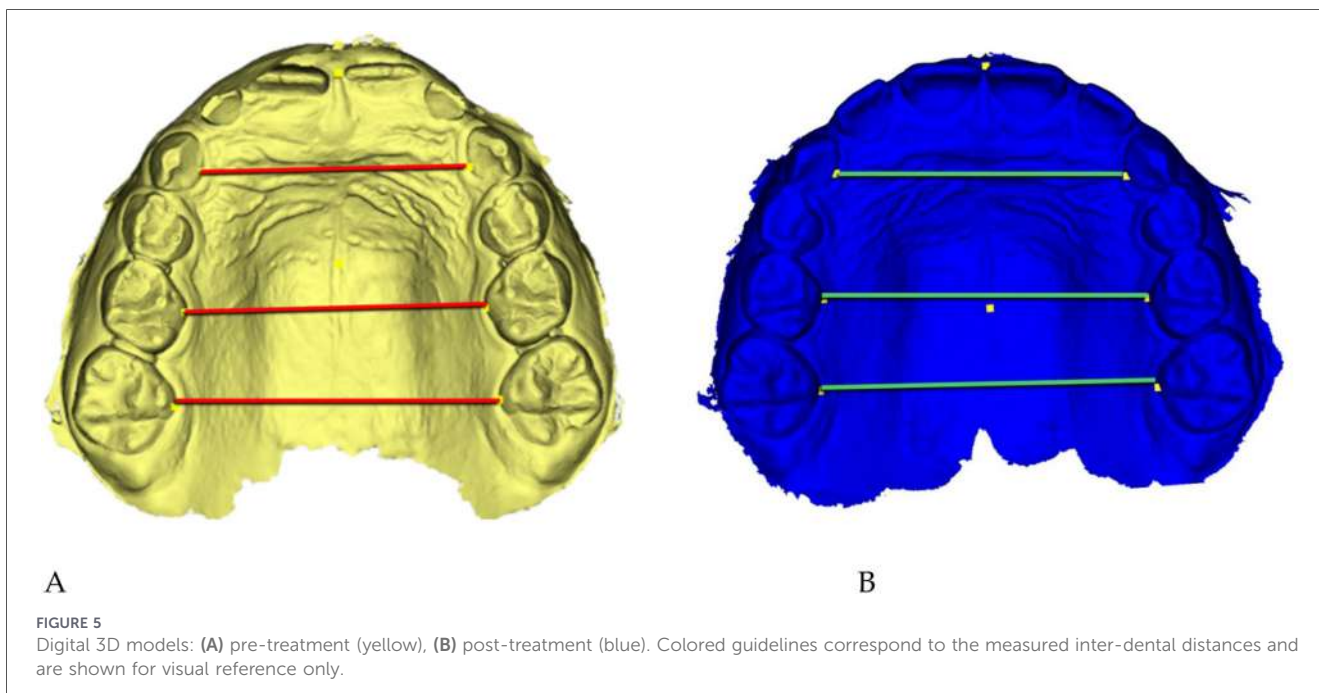 A
B
FIGURE 5
Digital 3D models: (A) pre-treatment (yellow), (B) post-treatment (blue). Colored guidelines correspond to the measured inter-dental distances and
are shown for visual reference only.